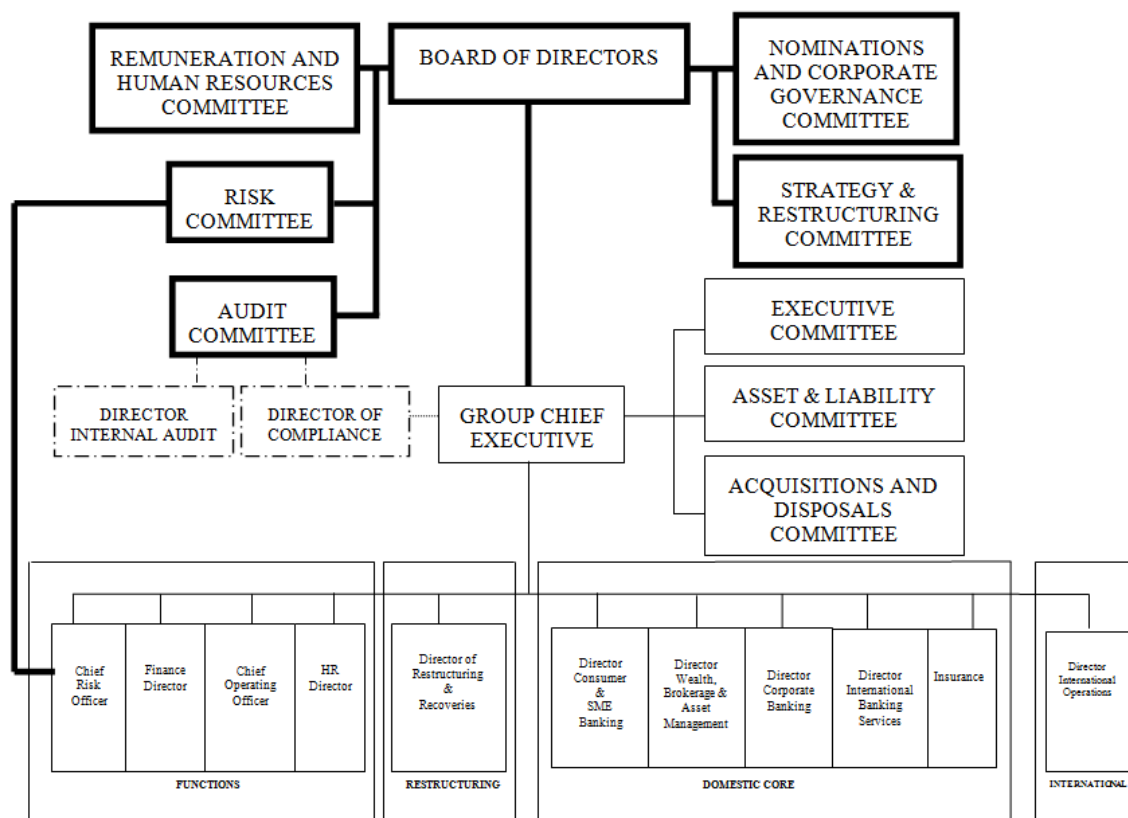 REMUNERATION AND
HUMAN RESOURCES
COMMITTEE
BOARD OF DIRECTORS
NOMINATIONS
AND CORPORATE
GOVERNANCE
COMMITTEE
RISK
COMMITTEE
STRATEGY &
RESTRUCTURING
COMMITTEE
AUDIT
COMMITTEE
EXECUTIVE
COMMITTEE
DIRECTOR
INTERNAL AUDIT
DIRECTOR OF
COMPLIANCE
GROUP CHIEF
EXECUTIVE
ASSET & LIABILITY
COMMITTEE
ACQUISITIONS AND
DISPOSALS
COMMITTEE
Chief
Risk
Officer
Finance
Director
Chief
Operating
Officer
HR
Director
Director of
Restructuring
&
Recoveries
Director
Consumer
&
SME
Banking
Director
Wealth,
Brokerage &
Asset
Management
Director
Corporate
Banking
Director
International
Banking
Services
Insurance
Director
International
Operations
FUNCTIONS
RESTRUCTURING
DOMESTIC CORE
INTERNATIONAL